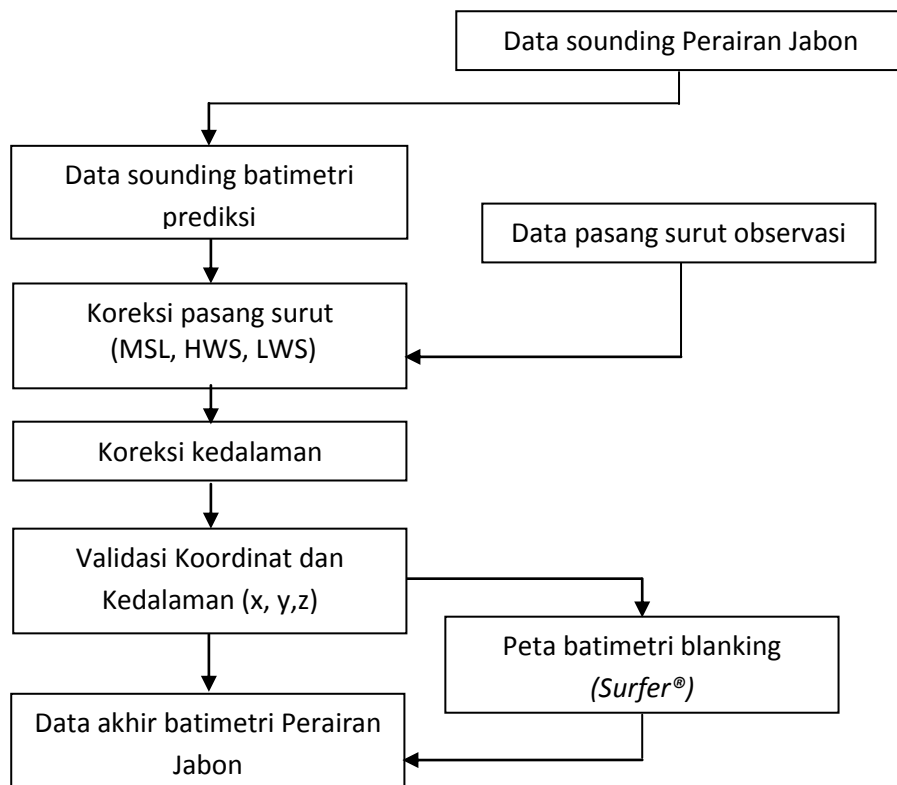 Data sounding Perairan Jabon
Data sounding batimetri
prediksi
Data pasang surut observasi
Koreksi pasang surut
(MSL, HWS, LWS)
Koreksi kedalaman
Validasi Koordinat dan
Kedalaman (x, y,z)
Peta batimetri blanking
(Surfer®)
Data akhir batimetri Perairan
Jabon